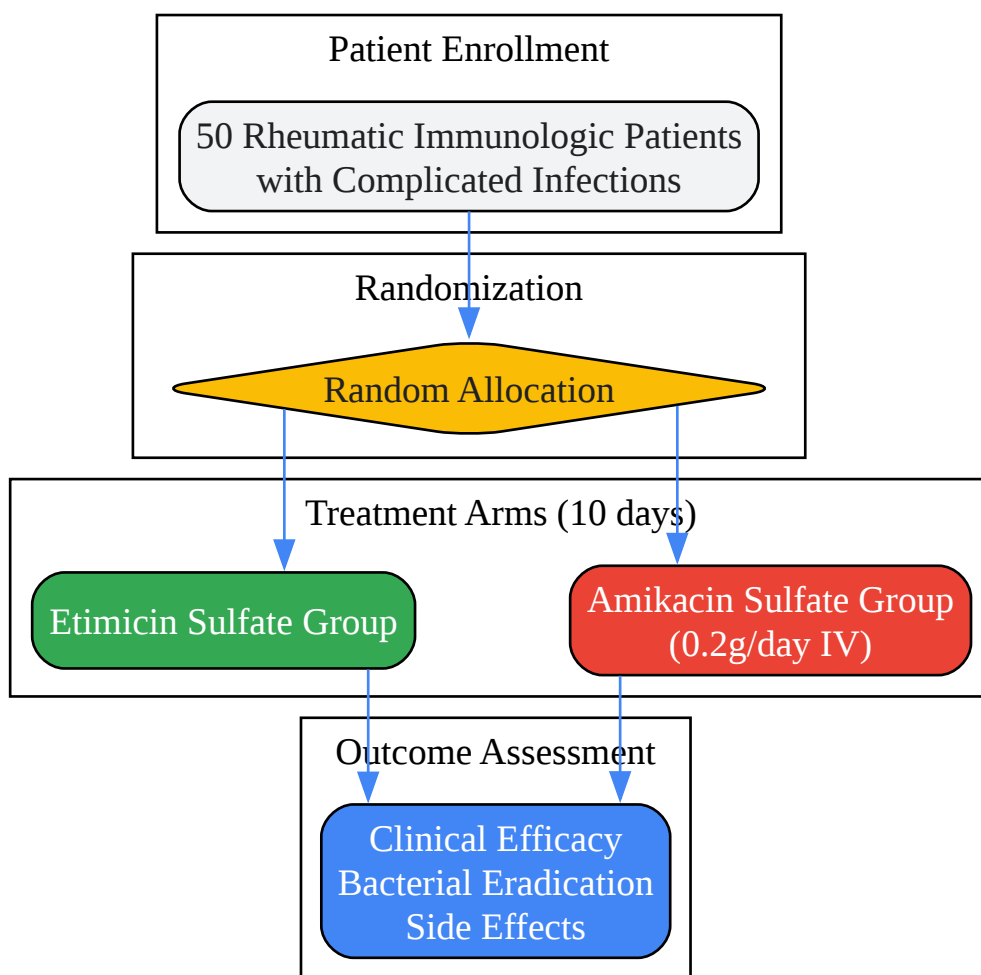 Patient Enrollment
50 Rheumatic Immunologic Patients
with Complicated Infections
Randomization
Random Allocation
Treatment Arms (10 days)
Etimicin Sulfate Group
Amikacin Sulfate Group
(0.2g/day IV)
Outcome Assessment
Clinical Efficacy
Bacterial Eradication
Side Effects